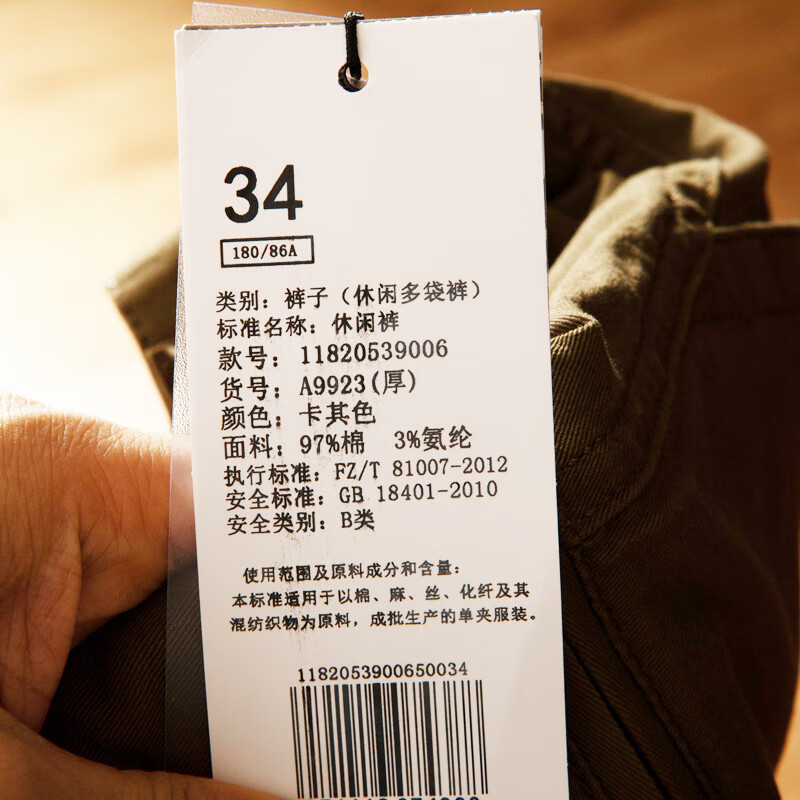 34
180/86A
类别：裤子（休闲多袋裤）
标准名称：休闲裤
款号：11820539006
货号：A9923(厚)
颜色：卡其色
面料：97%棉 3%氨纶
执行标准：FZ/T 81007-2012
安全标准：GB 18401-2010
安全类别：B类
使用范围及原料成分和含量：
本标准适用于以棉、麻、丝、化纤及其
混纺织物为原料，成批生产的单夹服装。
1182053900650034